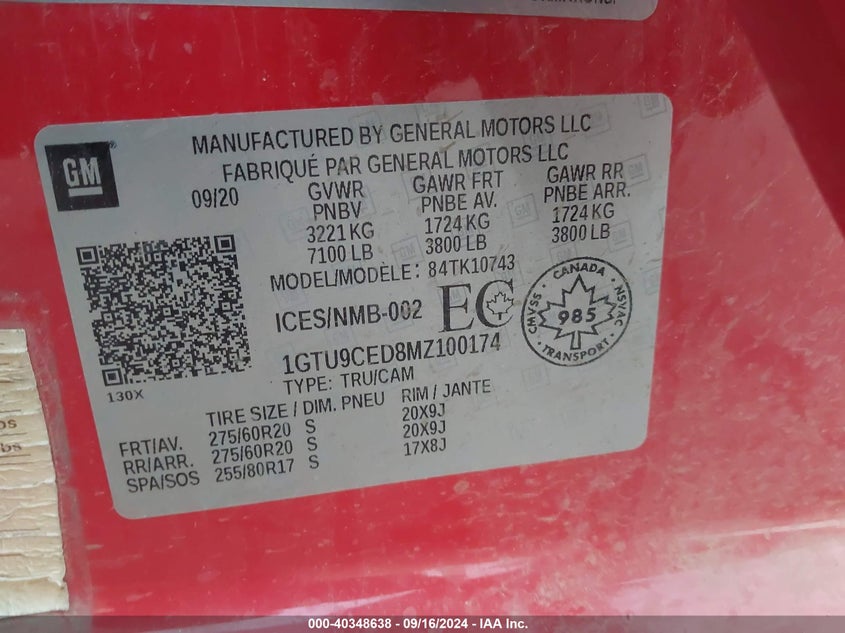 MANUFACTURED BY GENERAL MOTORS LLC
FABRIQUÉ PAR GENERAL MOTORS LLC
GM
®
09/20 GVWR GAWR FRT GAWR RR
PNBV PNBE AV. PNBE ARR.
3221 KG 1724 KG 1724 KG
7100 LB 3800 LB 3800 LB
MODEL/MODÈLE: 84TK10743
ICES/NMB-002 EC
CANADA
CMVSS 985 NSVAC
TRANSPORT
1GTU9CED8MZ100174
TYPE: TRU/CAM
130X
TIRE SIZE / DIM. PNEU RIM / JANTE
FRT/AV. 275/60R20 S 20X9J
RR/ARR. 275/60R20 S 20X9J
SPA/SOS 255/80R17 S 17X8J
000-40348638 - 09/16/2024 - IAA Inc.